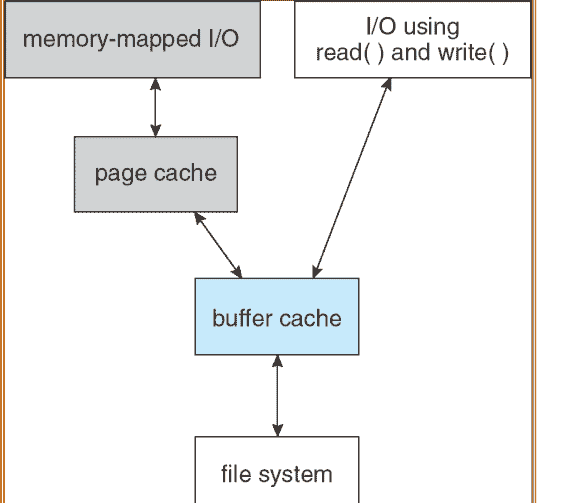 memory-mapped I/O
I/O using
read( ) and write( )
page cache
buffer cache
file system